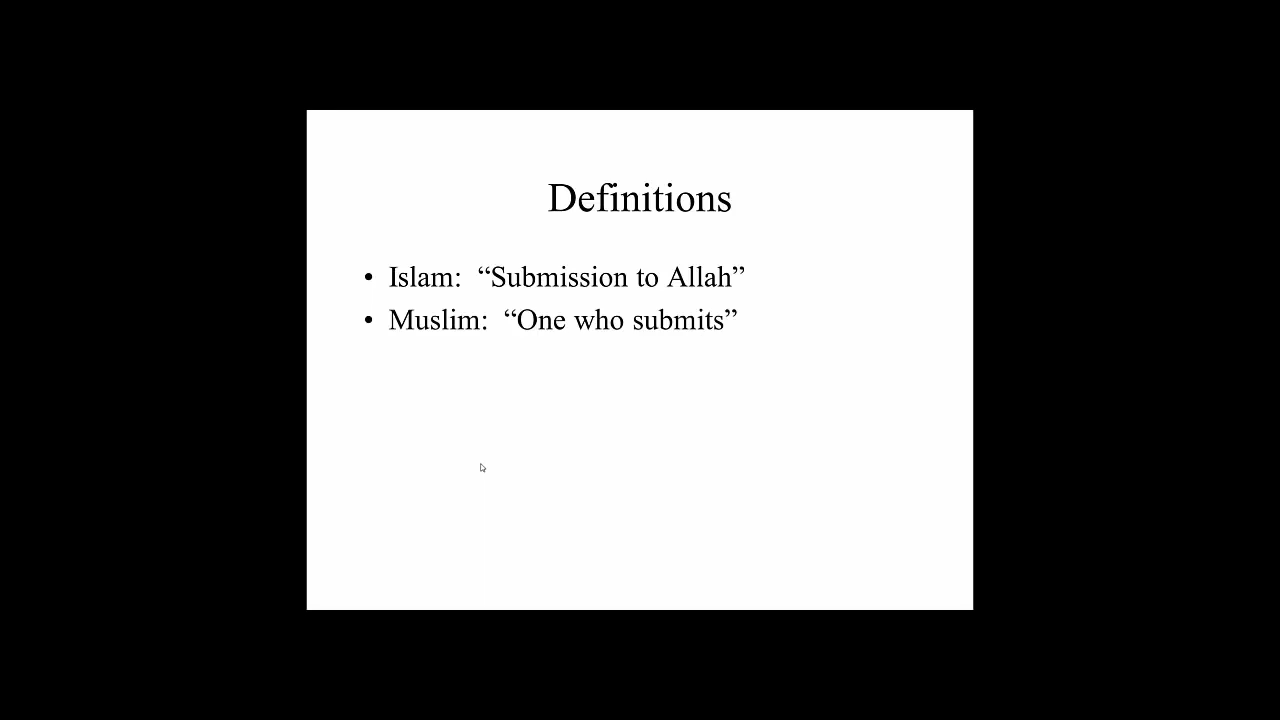 Definitions
• Islam:  “Submission to Allah”
• Muslim:  “One who submits”